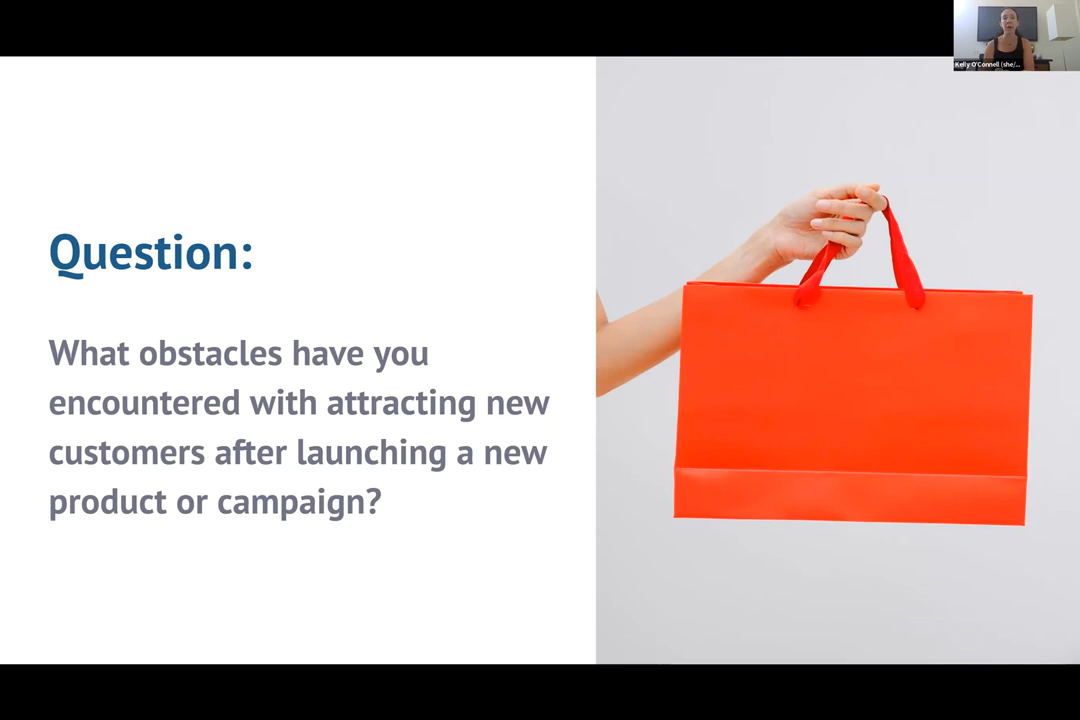 Kelly O'Connell (she/...
Question:
What obstacles have you
encountered with attracting new
customers after launching a new
product or campaign?